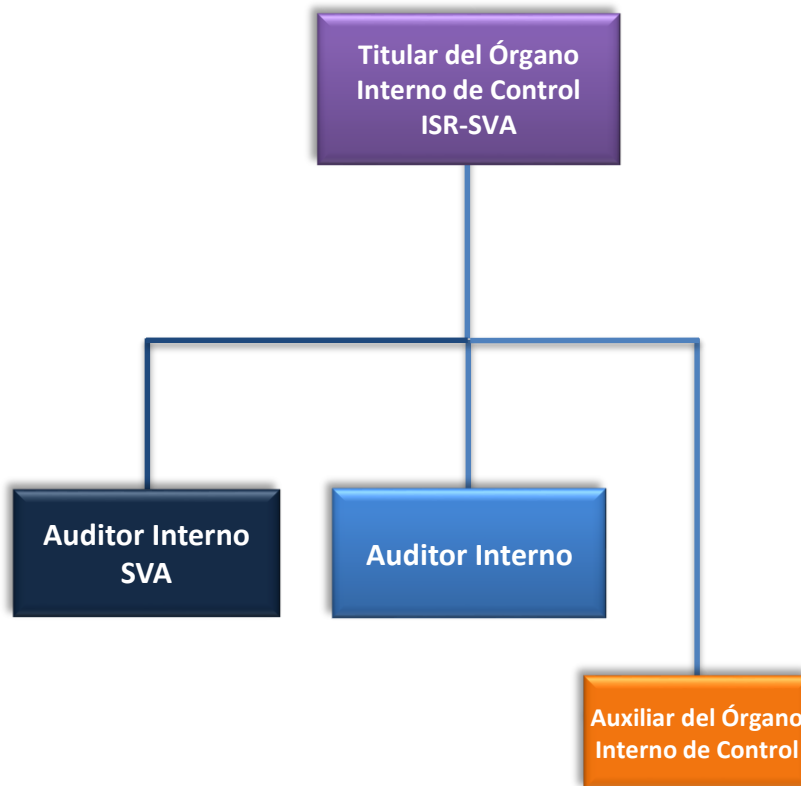 Titular del Órgano
Interno de Control
ISR-SVA
Auditor Interno
SVA
Auditor Interno
Auxiliar del Órgano
Interno de Control